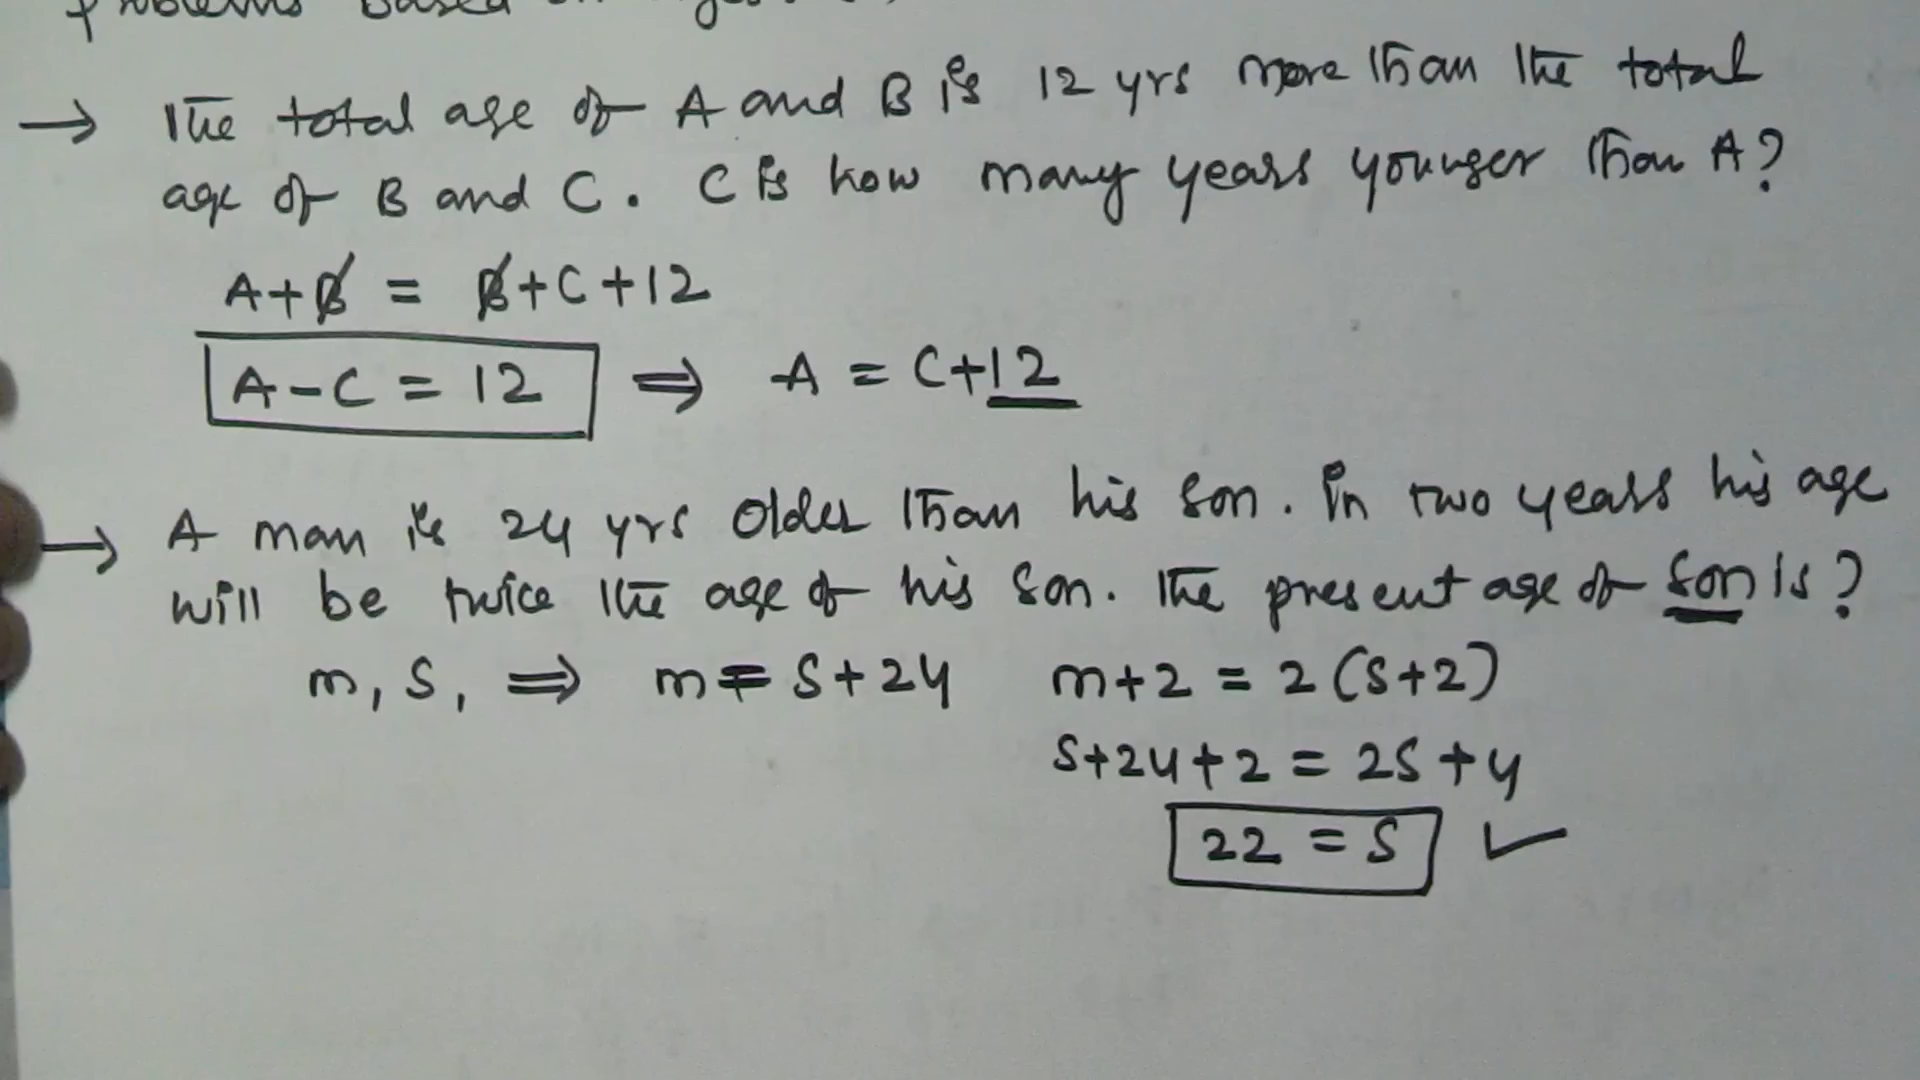 problems based on
→ The total age of A and B is 12 yrs more than the total
age of B and C. C is how many years younger than A?
A+B = B+C+12
A-C = 12 ⇒ A = C+12
→ A man is 24 yrs older than his son. In two years his age
will be twice the age of his son. The present age of son is?
m, S, ⇒ m = S+24 m+2 = 2(S+2)
S+24+2 = 2S+4
22 = S ✓